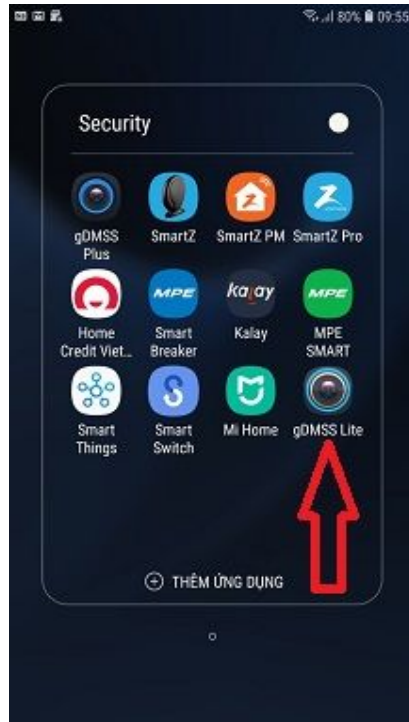 80% 09:55
Security
gDMSS Plus
SmartZ
SmartZ PM
SmartZ Pro
MPE
kalay
MPE
Home Credit Viet...
Smart Breaker
Kalay
MPE SMART
Smart Things
Smart Switch
Mi Home
gDMSS Lite
THÊM ỨNG DỤNG